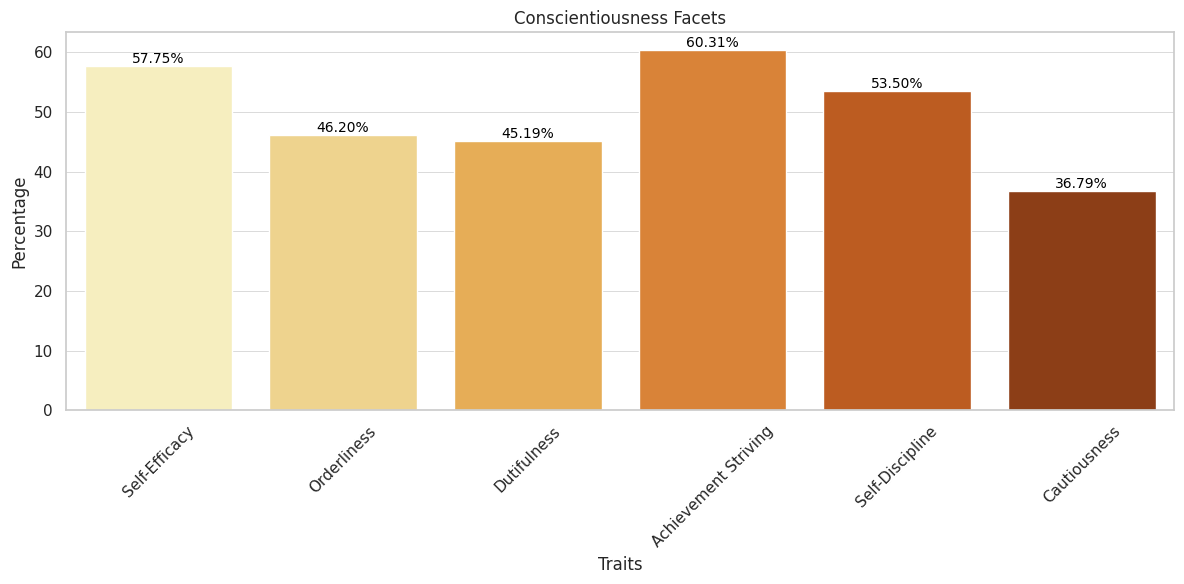 Conscientiousness Facets
Percentage
60
50
40
30
20
10
0
57.75%
46.20%
45.19%
60.31%
53.50%
36.79%
Self-Efficacy
Orderliness
Dutifulness
Achievement Striving
Self-Discipline
Cautiousness
Traits